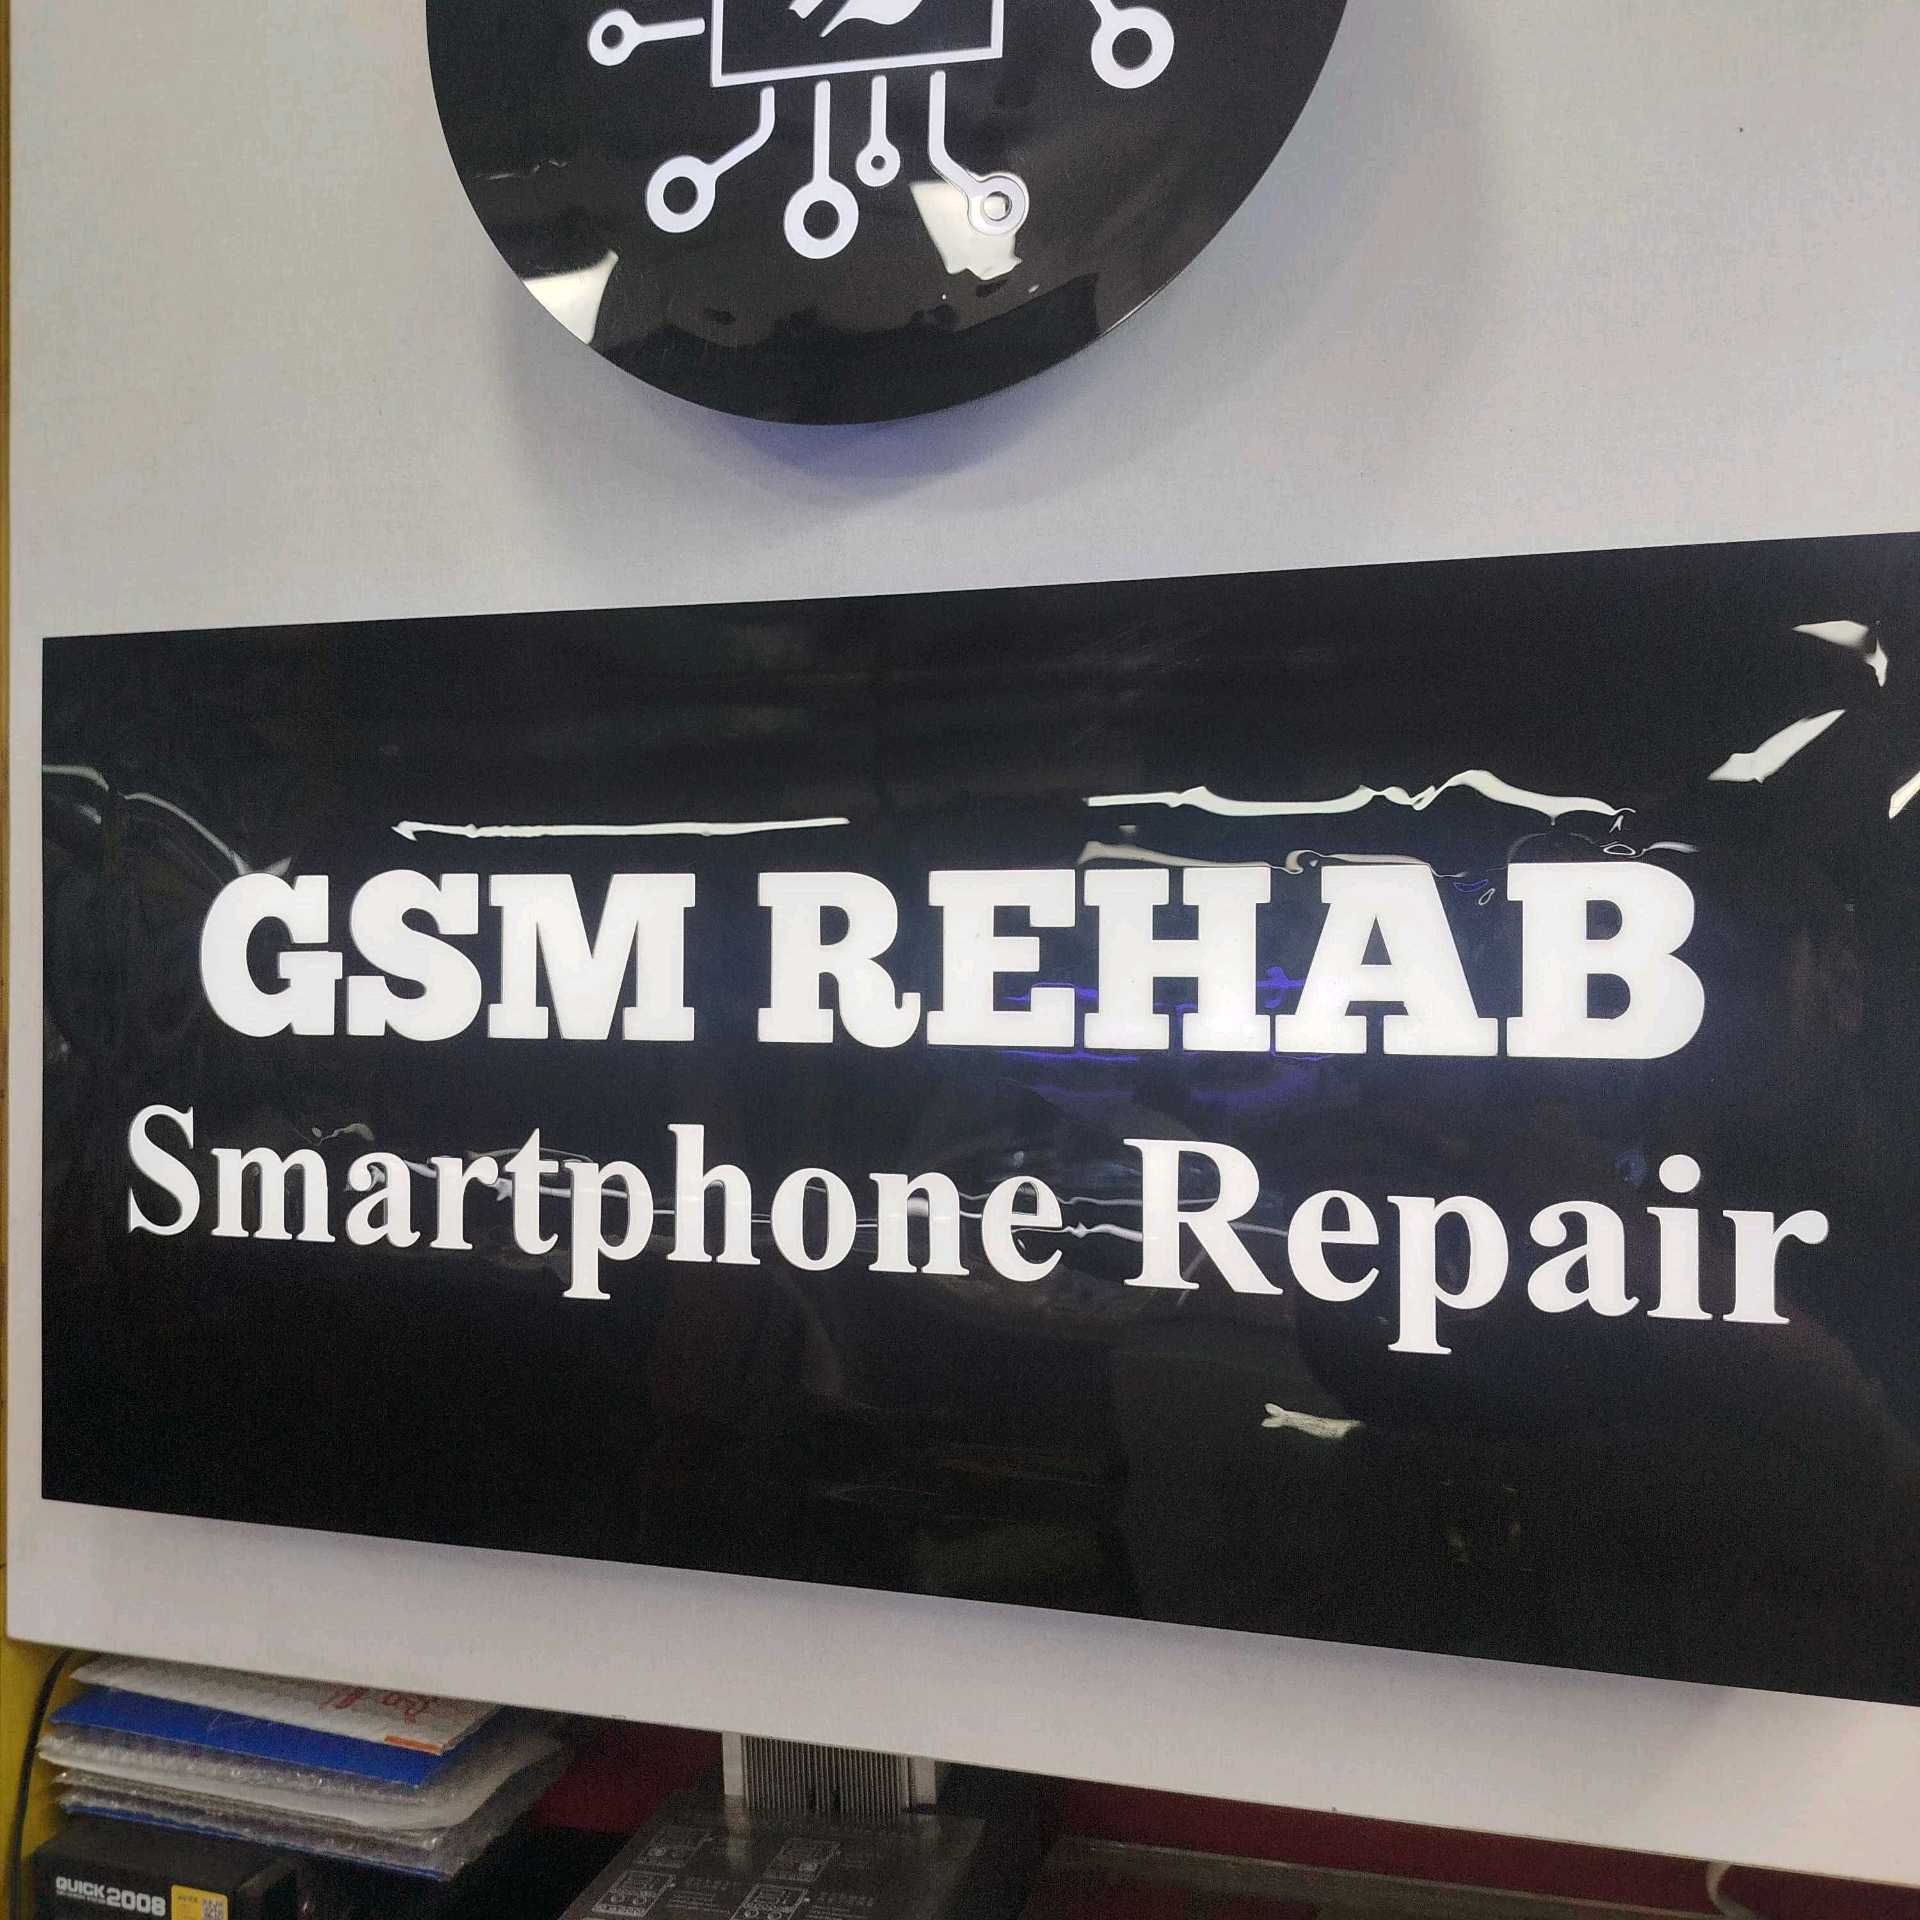 GSM REHAB
Smartphone Repair
QUICK 2008